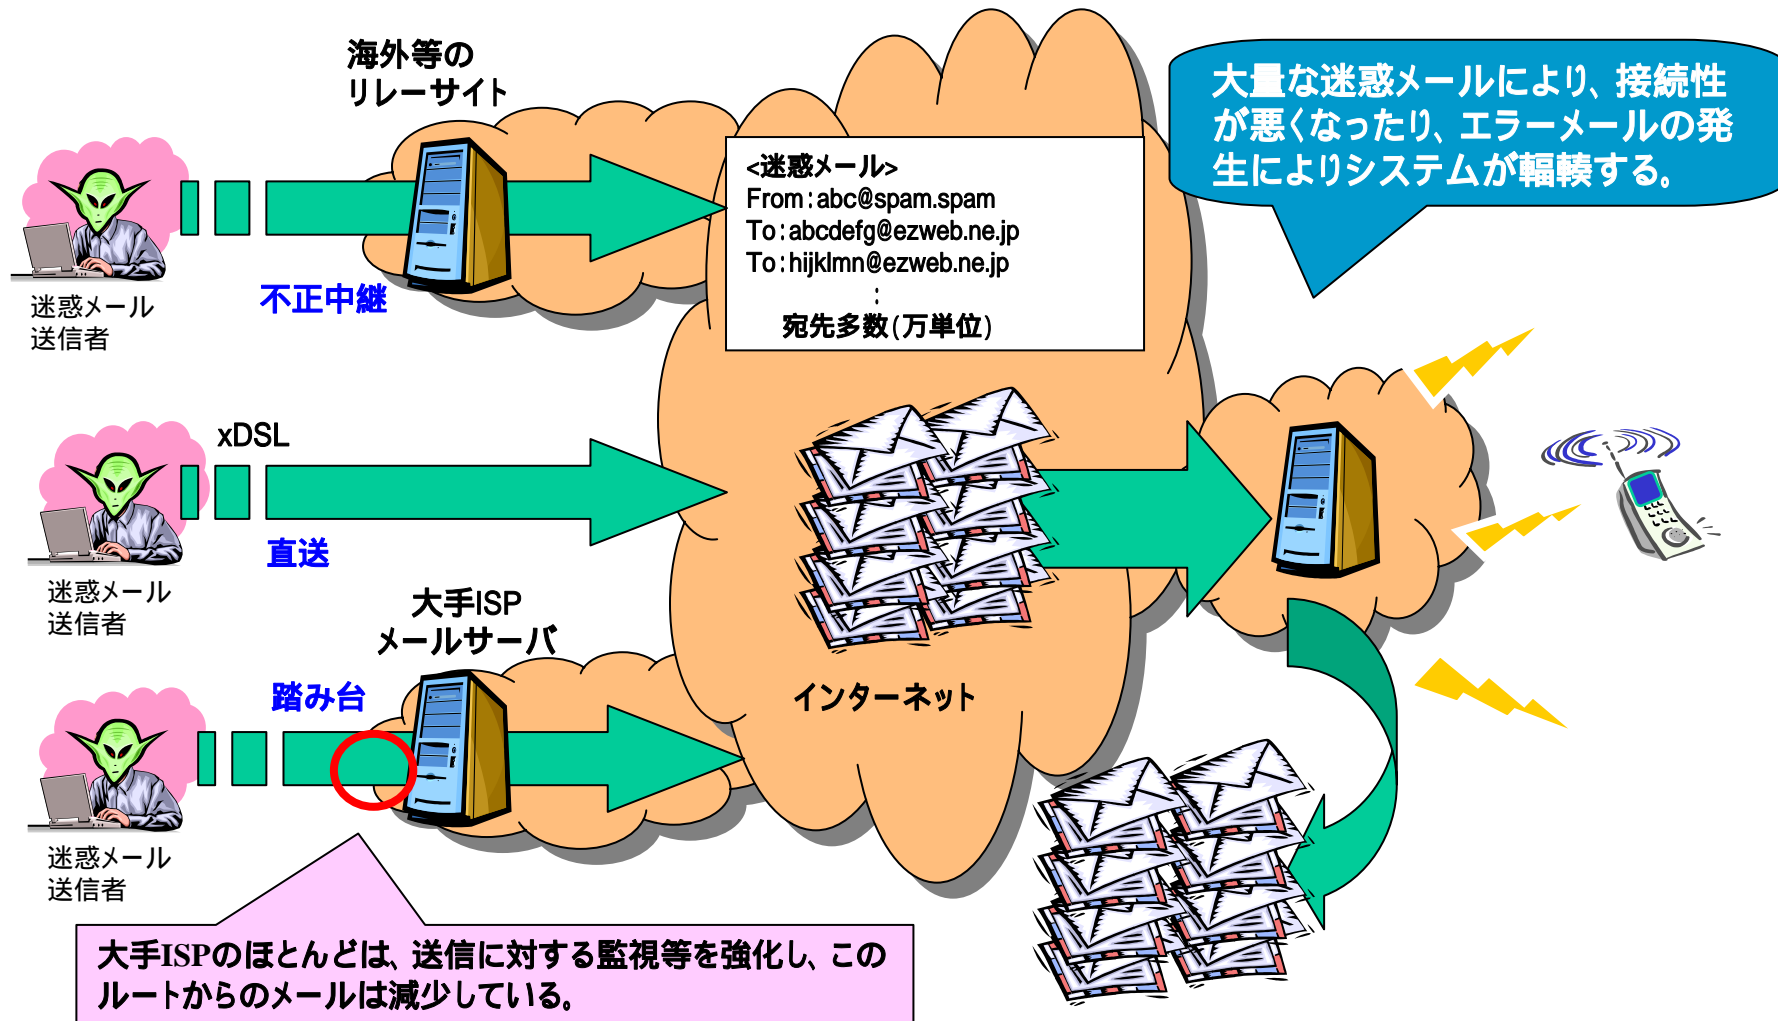 海外等の
リレーサイト
大量な迷惑メールにより、接続性
が悪くなったり、エラーメールの発
生によりシステムが輻輳する。
<迷惑メール>
From:abc@spam.spam
To:abcdefg@ezweb.ne.jp
To:hijklmn@ezweb.ne.jp
:
宛先多数(万単位)
不正中継
迷惑メール
送信者
xDSL
直送
迷惑メール
送信者
大手ISP
メールサーバ
踏み台
インターネット
迷惑メール
送信者
大手ISPのほとんどは、送信に対する監視等を強化し、この
ルートからのメールは減少している。